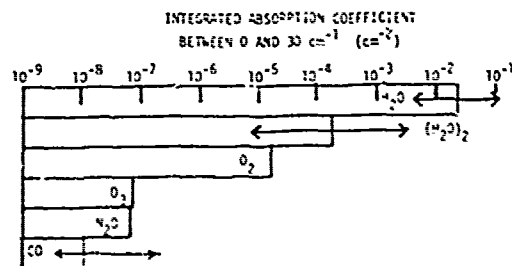 INTEGRATED ABSORPTION COEFFICIENT
BETWEEN 0 AND 30 cm⁻¹ (cm⁻²)
10⁻⁹ 10⁻⁸ 10⁻⁷ 10⁻⁶ 10⁻⁵ 10⁻⁴ 10⁻³ 10⁻² 10⁻¹
H₂O
(H₂O)₂
O₂
O₃
N₂O
CO